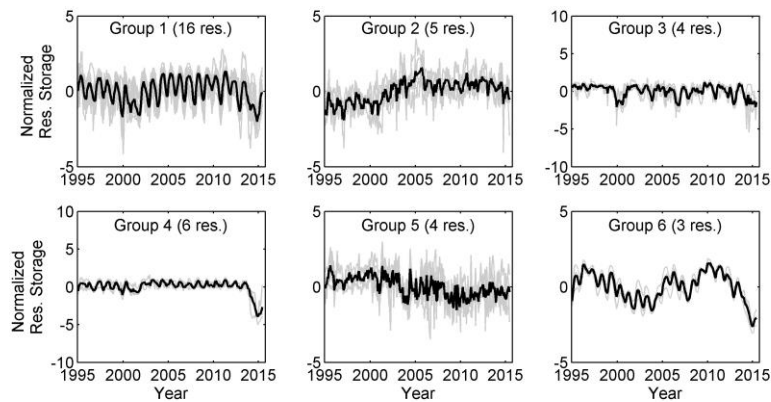 Normalized
Res. Storage
Group 1 (16 res.)
5
0
-5
1995 2000 2005 2010 2015
Group 2 (5 res.)
5
0
-5
1995 2000 2005 2010 2015
Group 3 (4 res.)
10
5
0
-5
-10
1995 2000 2005 2010 2015
Normalized
Res. Storage
Group 4 (6 res.)
10
5
0
-5
-10
1995 2000 2005 2010 2015
Year
Group 5 (4 res.)
5
0
-5
1995 2000 2005 2010 2015
Year
Group 6 (3 res.)
5
0
-5
1995 2000 2005 2010 2015
Year